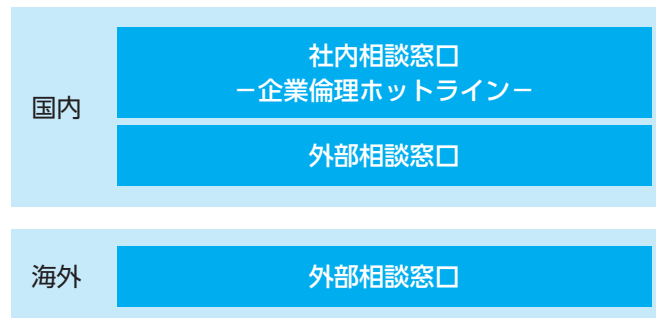 国内
社内相談窓口
－企業倫理ホットライン－
外部相談窓口
海外
外部相談窓口